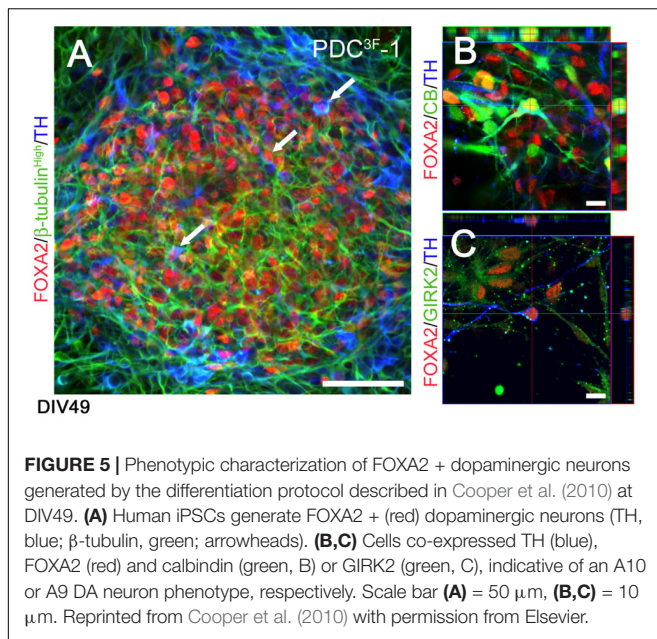 A
PDC³ᶠ-1
FOXA2/β-tubulinᴴⁱᵍʰ/TH
DIV49
B
FOXA2/CB/TH
C
FOXA2/GIRK2/TH
FIGURE 5 | Phenotypic characterization of FOXA2 + dopaminergic neurons
generated by the differentiation protocol described in Cooper et al. (2010) at
DIV49. (A) Human iPSCs generate FOXA2 + (red) dopaminergic neurons (TH,
blue; β-tubulin, green; arrowheads). (B,C) Cells co-expressed TH (blue),
FOXA2 (red) and calbindin (green, B) or GIRK2 (green, C), indicative of an A10
or A9 DA neuron phenotype, respectively. Scale bar (A) = 50 μm, (B,C) = 10
μm. Reprinted from Cooper et al. (2010) with permission from Elsevier.